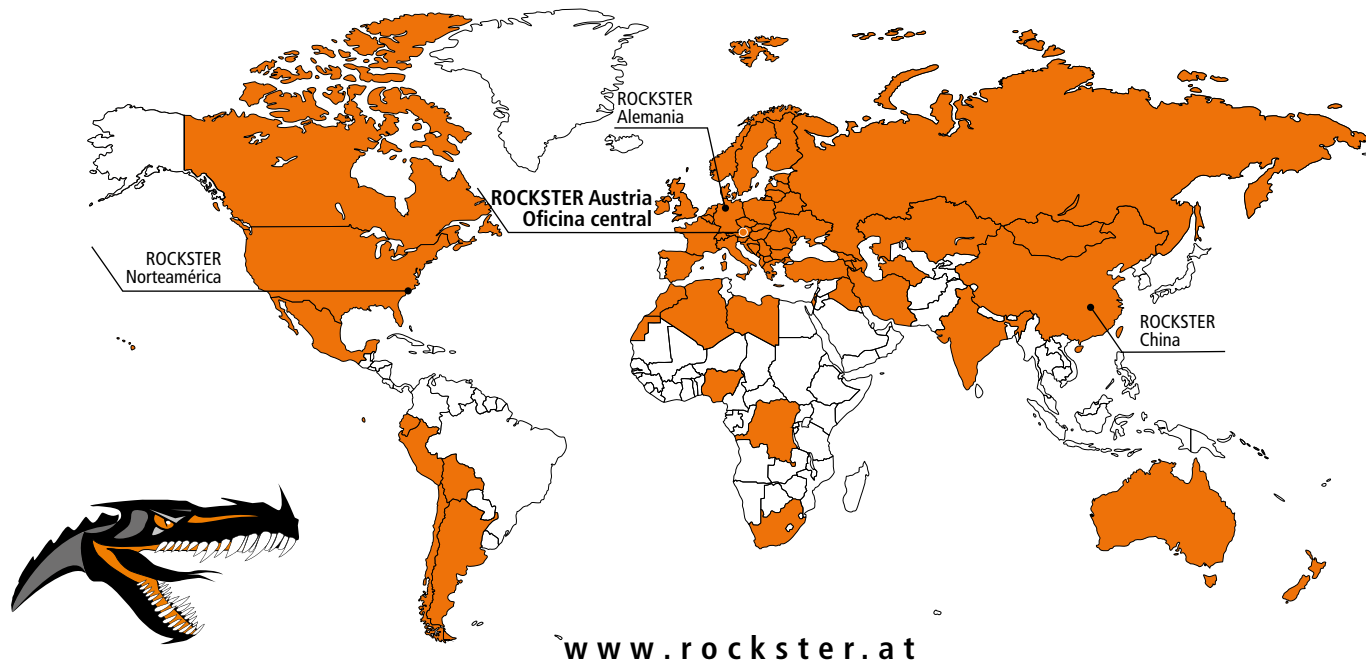 ROCKSTER
Alemania
ROCKSTER Austria
Oficina central
ROCKSTER
Norteamérica
ROCKSTER
China
www.rockster.at